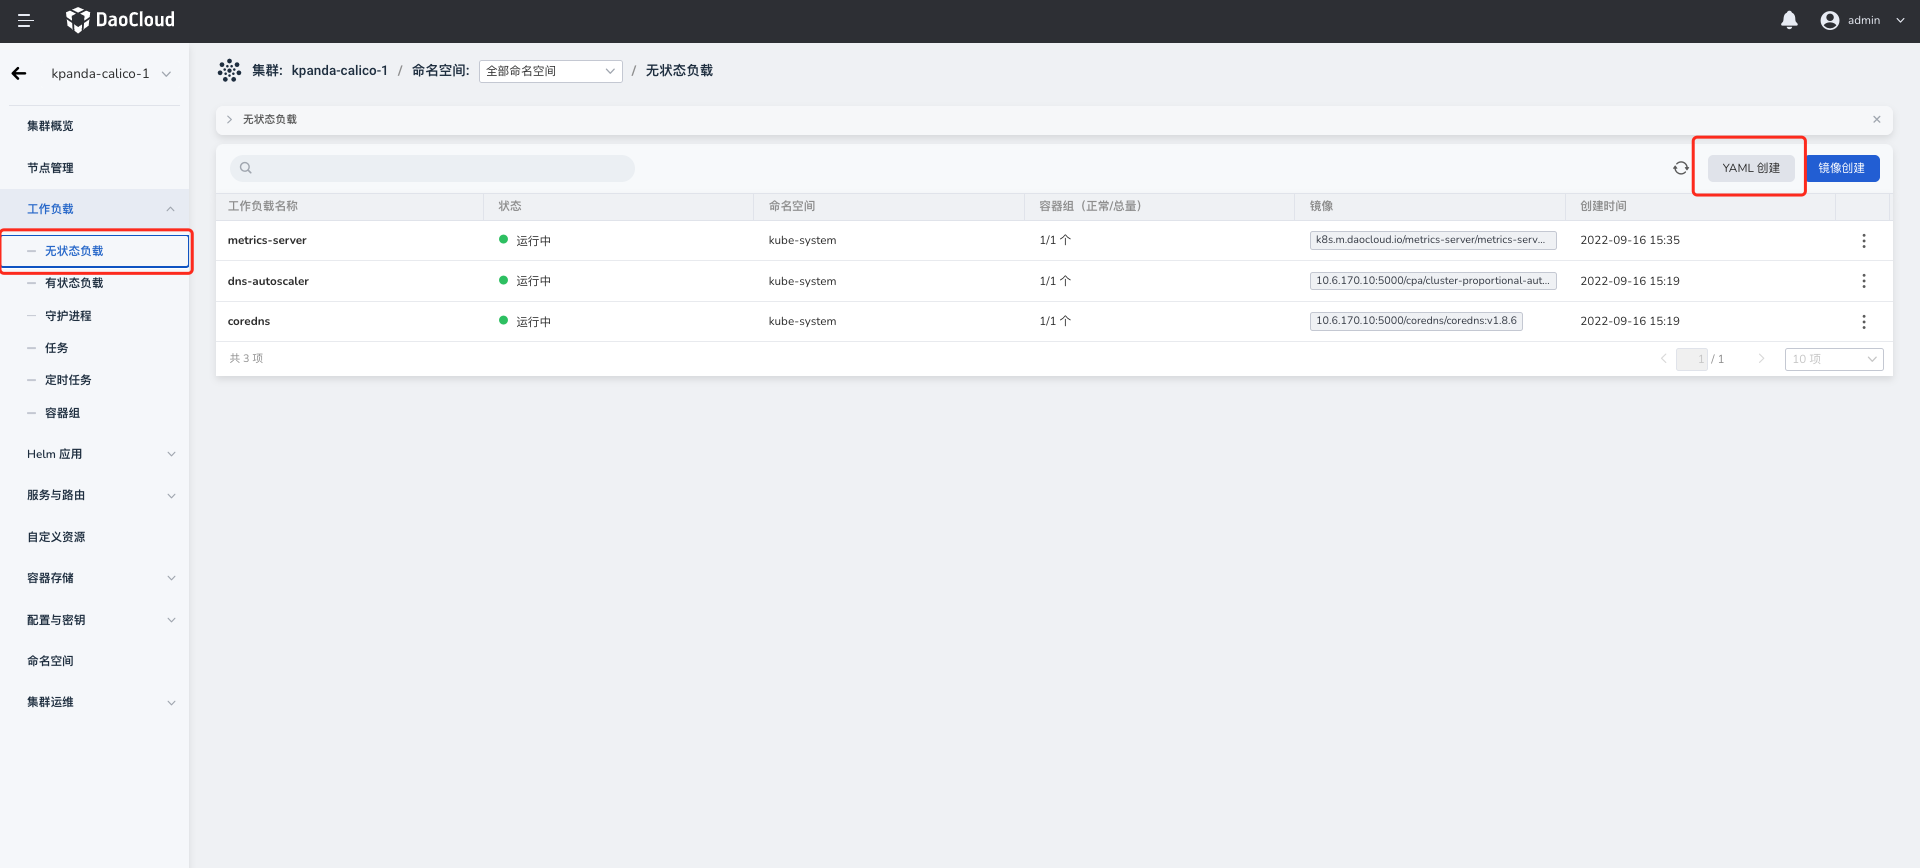 DaoCloud
admin
kpanda-calico-1
集群: kpanda-calico-1 / 命名空间: 全部命名空间 / 无状态负载
集群概览
节点管理
工作负载
无状态负载
有状态负载
守护进程
任务
定时任务
容器组
Helm 应用
服务与路由
自定义资源
容器存储
配置与密钥
命名空间
集群运维
无状态负载
YAML 创建 镜像创建
工作负载名称 状态 命名空间 容器组（正常/总量） 镜像 创建时间
metrics-server 运行中 kube-system 1/1 个 k8s.m.daocloud.io/metrics-server/metrics-serv... 2022-09-16 15:35
dns-autoscaler 运行中 kube-system 1/1 个 10.6.170.10:5000/cpa/cluster-proportional-aut... 2022-09-16 15:19
coredns 运行中 kube-system 1/1 个 10.6.170.10:5000/coredns/coredns:v1.8.6 2022-09-16 15:19
共 3 项 1 / 1 10 项